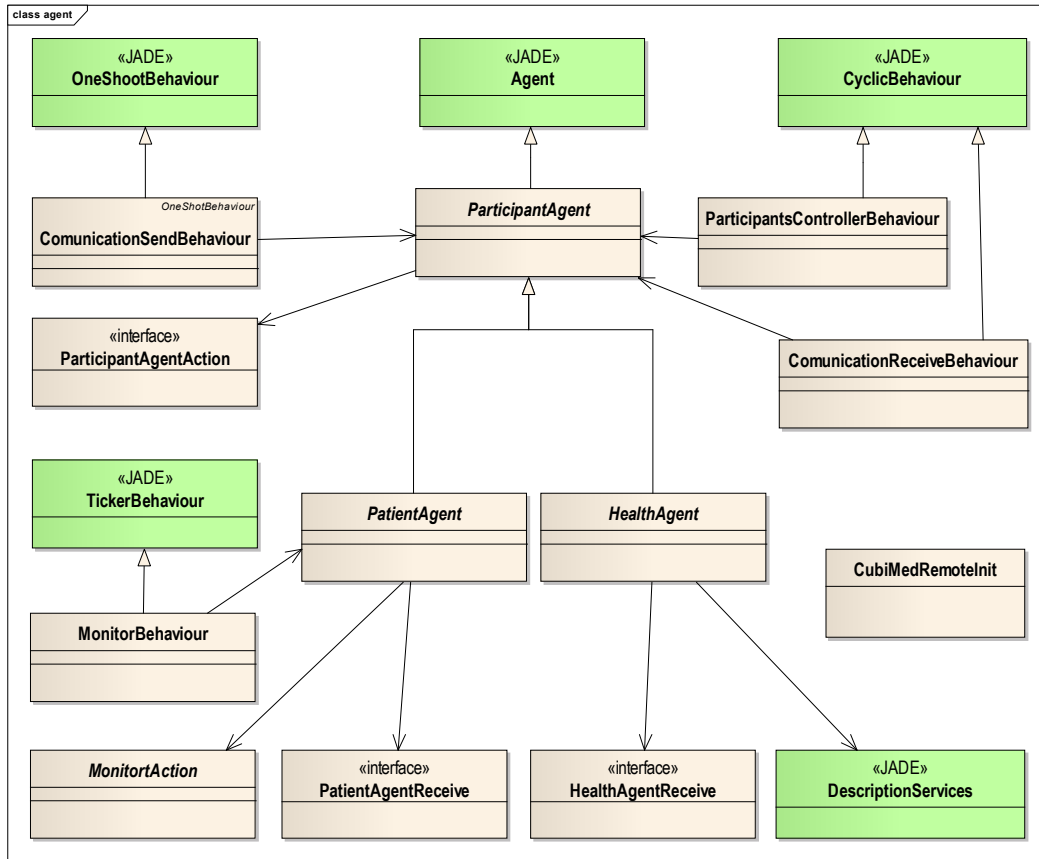 class agent
«JADE»
OneShootBehaviour
«JADE»
Agent
«JADE»
CyclicBehaviour
OneShotBehaviour
ComunicationSendBehaviour
ParticipantAgent
ParticipantsControllerBehaviour
«interface»
ParticipantAgentAction
ComunicationReceiveBehaviour
«JADE»
TickerBehaviour
PatientAgent
HealthAgent
CubiMedRemoteInit
MonitorBehaviour
MonitortAction
«interface»
PatientAgentReceive
«interface»
HealthAgentReceive
«JADE»
DescriptionServices